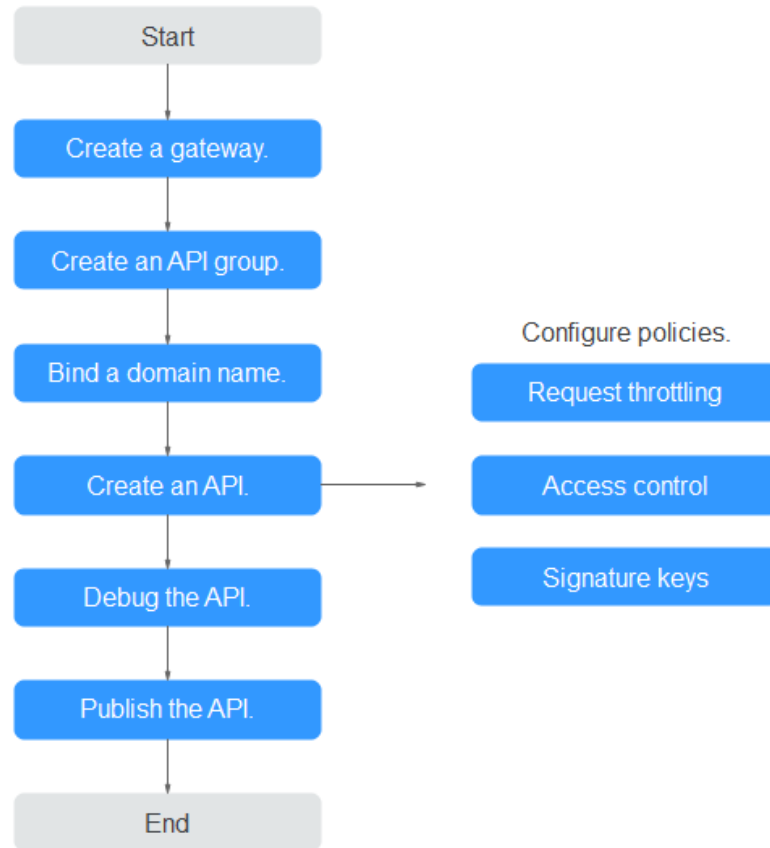 Start
Create a gateway.
Create an API group.
Bind a domain name.
Create an API.
Debug the API.
Publish the API.
End
Configure policies.
Request throttling
Access control
Signature keys